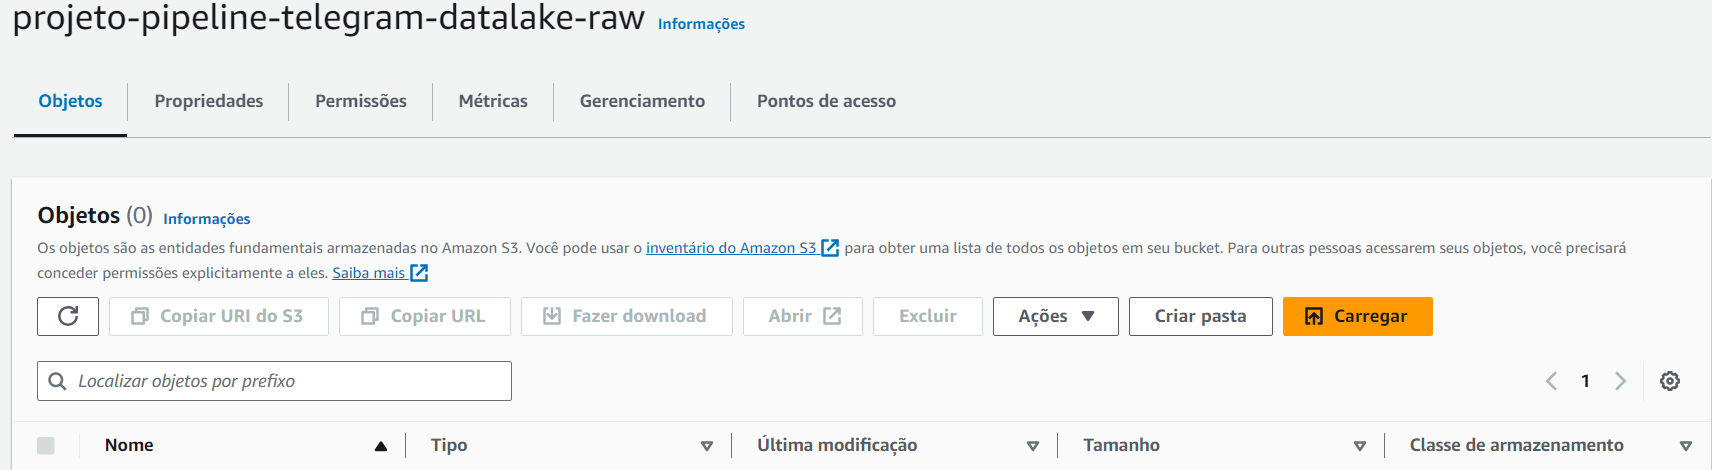 projeto-pipeline-telegram-datalake-raw Informações
Objetos Propriedades Permissões Métricas Gerenciamento Pontos de acesso
Objetos (0) Informações
Os objetos são as entidades fundamentais armazenadas no Amazon S3. Você pode usar o inventário do Amazon S3 para obter uma lista de todos os objetos em seu bucket. Para outras pessoas acessarem seus objetos, você precisará
conceder permissões explicitamente a eles. Saiba mais
Copiar URI do S3 Copiar URL Fazer download Abrir Excluir Ações Criar pasta Carregar
Localizar objetos por prefixo 1
Nome Tipo Última modificação Tamanho Classe de armazenamento